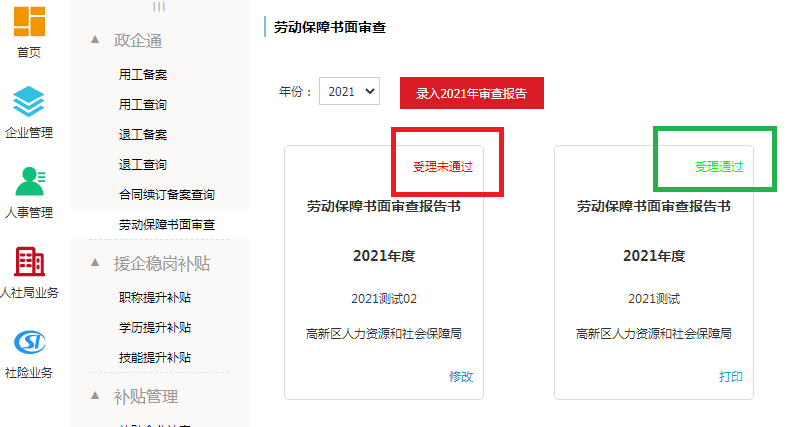 首页
企业管理
人事管理
人社局业务
社险业务
政企通
用工备案
用工查询
退工备案
退工查询
合同续订备案查询
劳动保障书面审查
援企稳岗补贴
职称提升补贴
学历提升补贴
技能提升补贴
补贴管理
劳动保障书面审查
年份： 2021 录入2021年审查报告
受理未通过
劳动保障书面审查报告书
2021年度
2021测试02
高新区人力资源和社会保障局
修改
受理通过
劳动保障书面审查报告书
2021年度
2021测试
高新区人力资源和社会保障局
打印